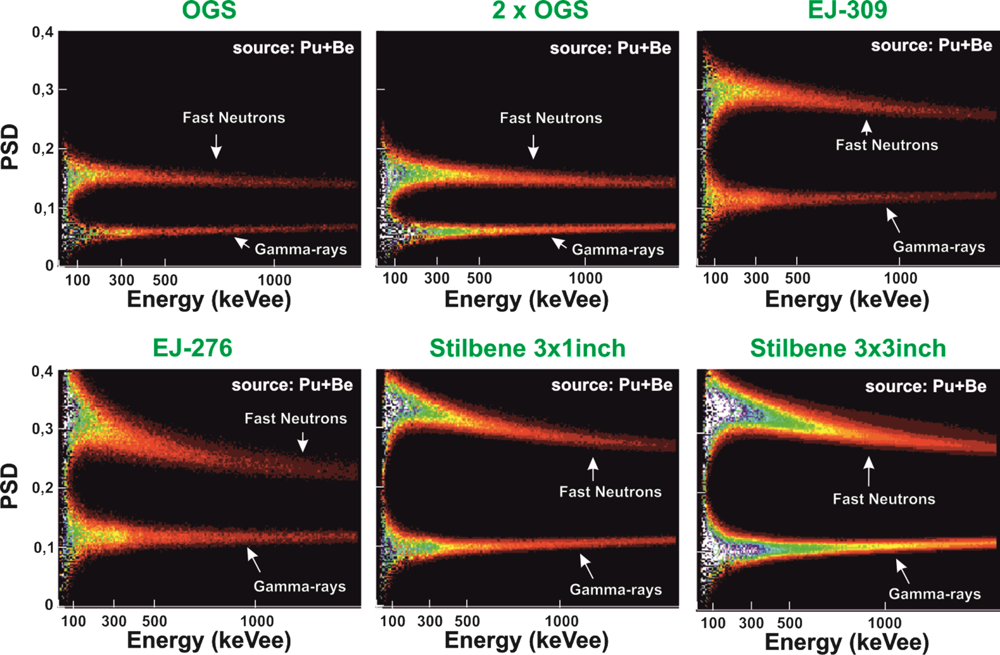 OGS
2 x OGS
EJ-309
0,4
0,3
0,2
0,1
0
PSD
source: Pu+Be
Fast Neutrons
Gamma-rays
100 300 500 1000
Energy (keVee)
source: Pu+Be
Fast Neutrons
Gamma-rays
100 300 500 1000
Energy (keVee)
source: Pu+Be
Fast Neutrons
Gamma-rays
100 300 500 1000
Energy (keVee)
EJ-276
Stilbene 3x1inch
Stilbene 3x3inch
0,4
0,3
0,2
0,1
0
PSD
source: Pu+Be
Fast Neutrons
Gamma-rays
100 300 500 1000
Energy (keVee)
source: Pu+Be
Fast Neutrons
Gamma-rays
100 300 500 1000
Energy (keVee)
source: Pu+Be
Fast Neutrons
Gamma-rays
100 300 500 1000
Energy (keVee)